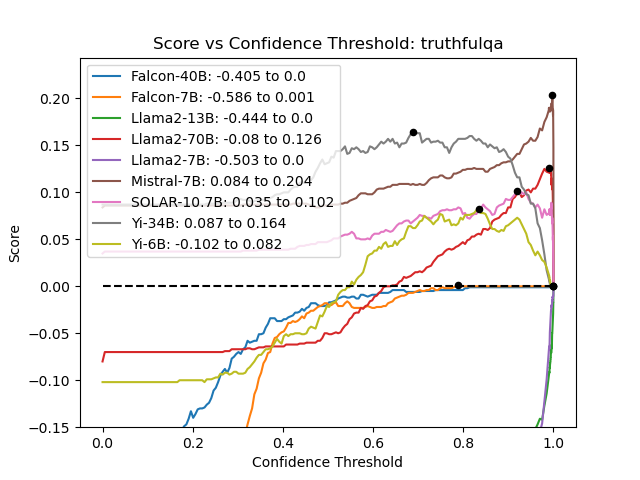 Score vs Confidence Threshold: truthfulqa
Falcon-40B: -0.405 to 0.0
Falcon-7B: -0.586 to 0.001
Llama2-13B: -0.444 to 0.0
Llama2-70B: -0.08 to 0.126
Llama2-7B: -0.503 to 0.0
Mistral-7B: 0.084 to 0.204
SOLAR-10.7B: 0.035 to 0.102
Yi-34B: 0.087 to 0.164
Yi-6B: -0.102 to 0.082
0.20
0.15
0.10
0.05
0.00
−0.05
−0.10
−0.15
Score
0.0 0.2 0.4 0.6 0.8 1.0
Confidence Threshold